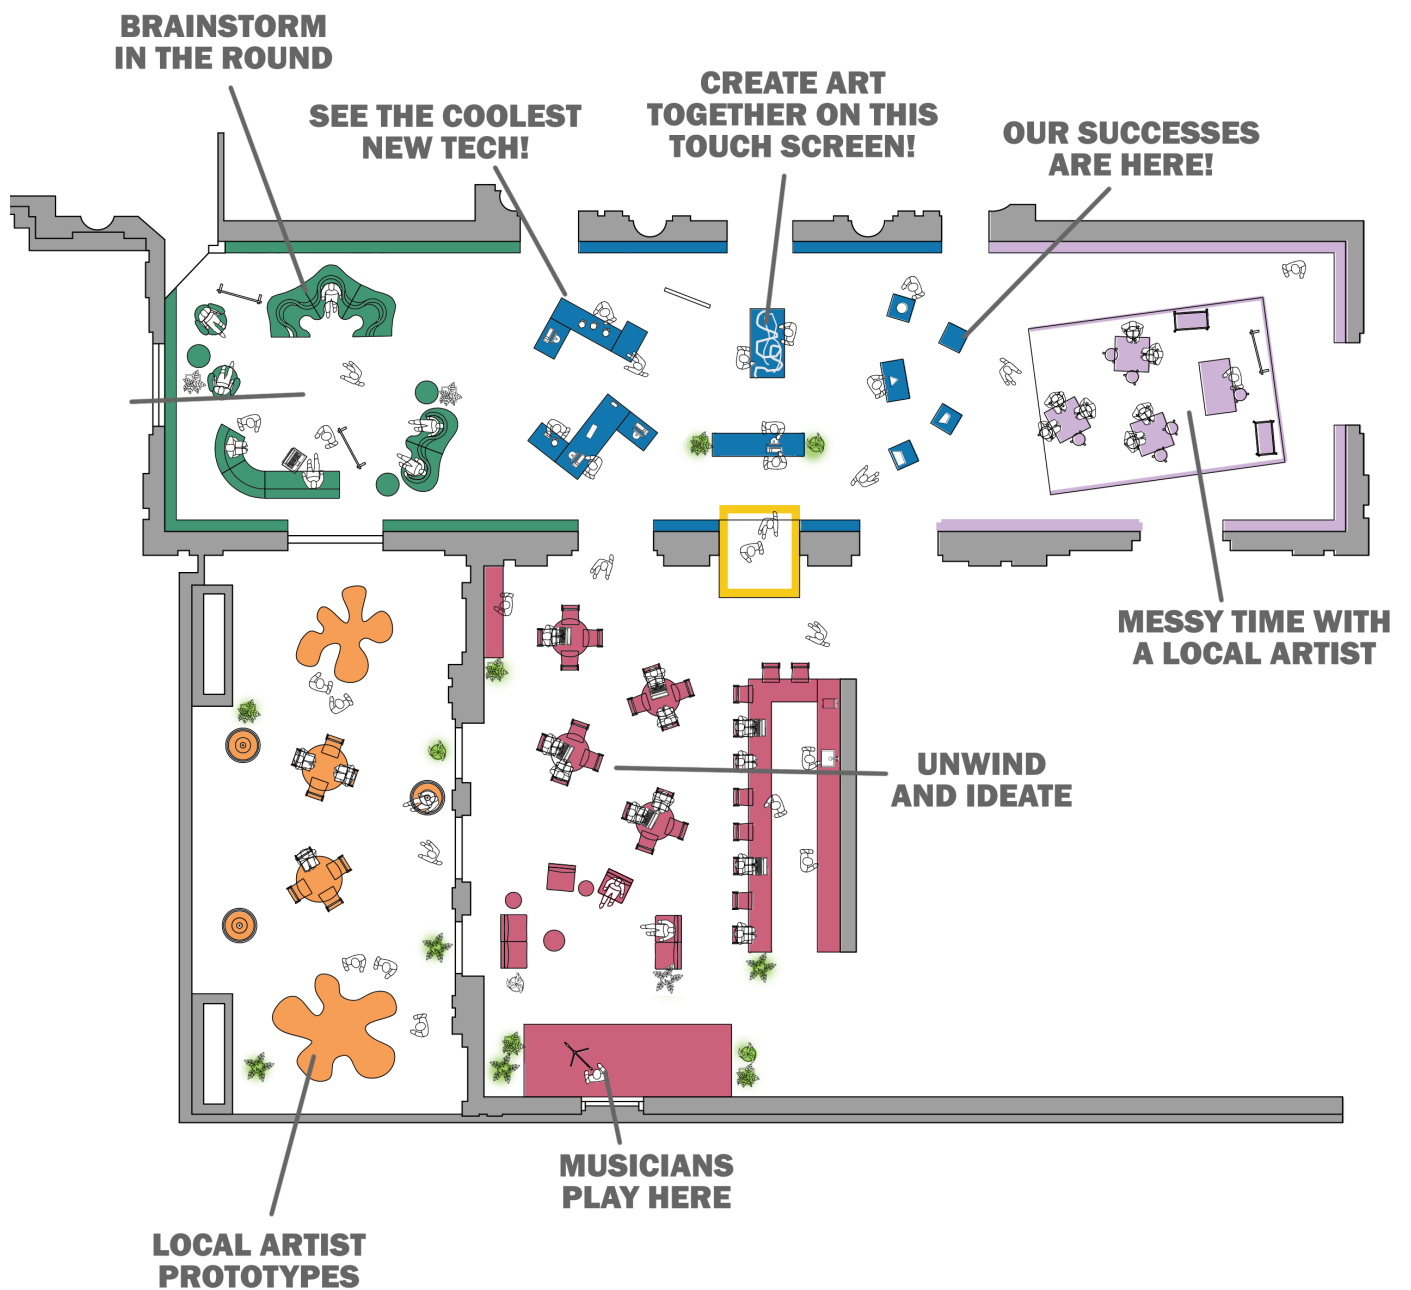 BRAINSTORM
IN THE ROUND
SEE THE COOLEST
NEW TECH!
CREATE ART
TOGETHER ON THIS
TOUCH SCREEN!
OUR SUCCESSES
ARE HERE!
MESSY TIME WITH
A LOCAL ARTIST
UNWIND
AND IDEATE
MUSICIANS
PLAY HERE
LOCAL ARTIST
PROTOTYPES